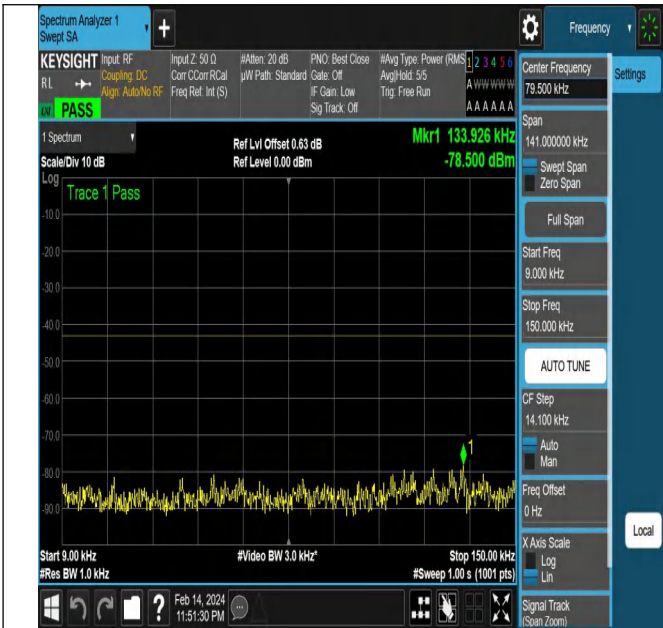 Spectrum Analyzer 1
Swept SA
+
Frequency
KEYSIGHT
Input: RF
Coupling: DC
Align: Auto/No RF
Input Z: 50 Ω
Corr CCorr RCal
Freq Ref: Int (S)
#Atten: 20 dB
µW Path: Standard
PNO: Best Close
Gate: Off
IF Gain: Low
Sig Track: Off
#Avg Type: Power (RMS
Avg|Hold: 5/5
Trig: Free Run
1 2 3 4 5 6
A W W W W W
A A A A A A
R L
LXI
PASS
Center Frequency
79.500 kHz
Settings
Span
141.000000 kHz
Swept Span
Zero Span
Full Span
Start Freq
9.000 kHz
Stop Freq
150.000 kHz
AUTO TUNE
CF Step
14.100 kHz
Auto
Man
Freq Offset
0 Hz
X Axis Scale
Log
Lin
Signal Track
(Span Zoom)
Local
1 Spectrum
Scale/Div 10 dB
Ref Lvl Offset 0.63 dB
Ref Level 0.00 dBm
Mkr1 133.926 kHz
-78.500 dBm
Log
Trace 1 Pass
-10.0
-20.0
-30.0
-40.0
-50.0
-60.0
-70.0
-80.0
-90.0
1
Start 9.00 kHz
#Res BW 1.0 kHz
#Video BW 3.0 kHz*
Stop 150.00 kHz
#Sweep 1.00 s (1001 pts)
?
Feb 14, 2024
11:51:30 PM